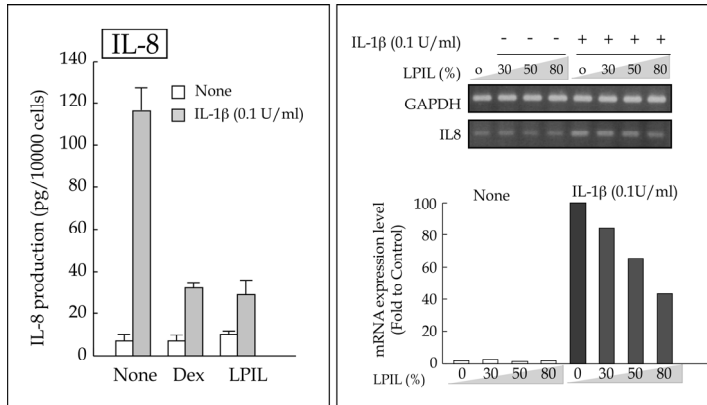 IL-8
140
120
100
80
60
40
20
0
IL-8 production (pg/10000 cells)
None
IL-1β (0.1 U/ml)
None Dex LPIL
IL-1β (0.1 U/ml) - - - + + + +
LPIL (%) o 30 50 80 o 30 50 80
GAPDH
IL8
None IL-1β (0.1U/ml)
100
80
60
40
20
0
mRNA expression level
(Fold to Control)
LPIL (%) 0 30 50 80 0 30 50 80